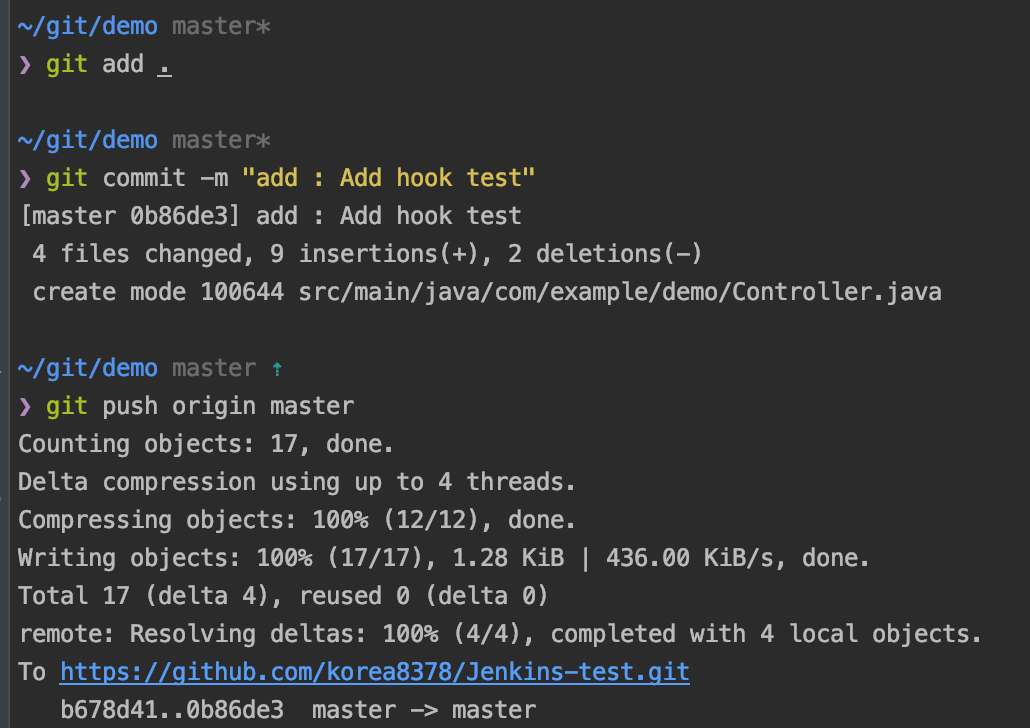 ~/git/demo master*
❯ git add .
~/git/demo master*
❯ git commit -m "add : Add hook test"
[master 0b86de3] add : Add hook test
 4 files changed, 9 insertions(+), 2 deletions(-)
 create mode 100644 src/main/java/com/example/demo/Controller.java
~/git/demo master ⇡
❯ git push origin master
Counting objects: 17, done.
Delta compression using up to 4 threads.
Compressing objects: 100% (12/12), done.
Writing objects: 100% (17/17), 1.28 KiB | 436.00 KiB/s, done.
Total 17 (delta 4), reused 0 (delta 0)
remote: Resolving deltas: 100% (4/4), completed with 4 local objects.
To https://github.com/korea8378/Jenkins-test.git
   b678d41..0b86de3  master -> master